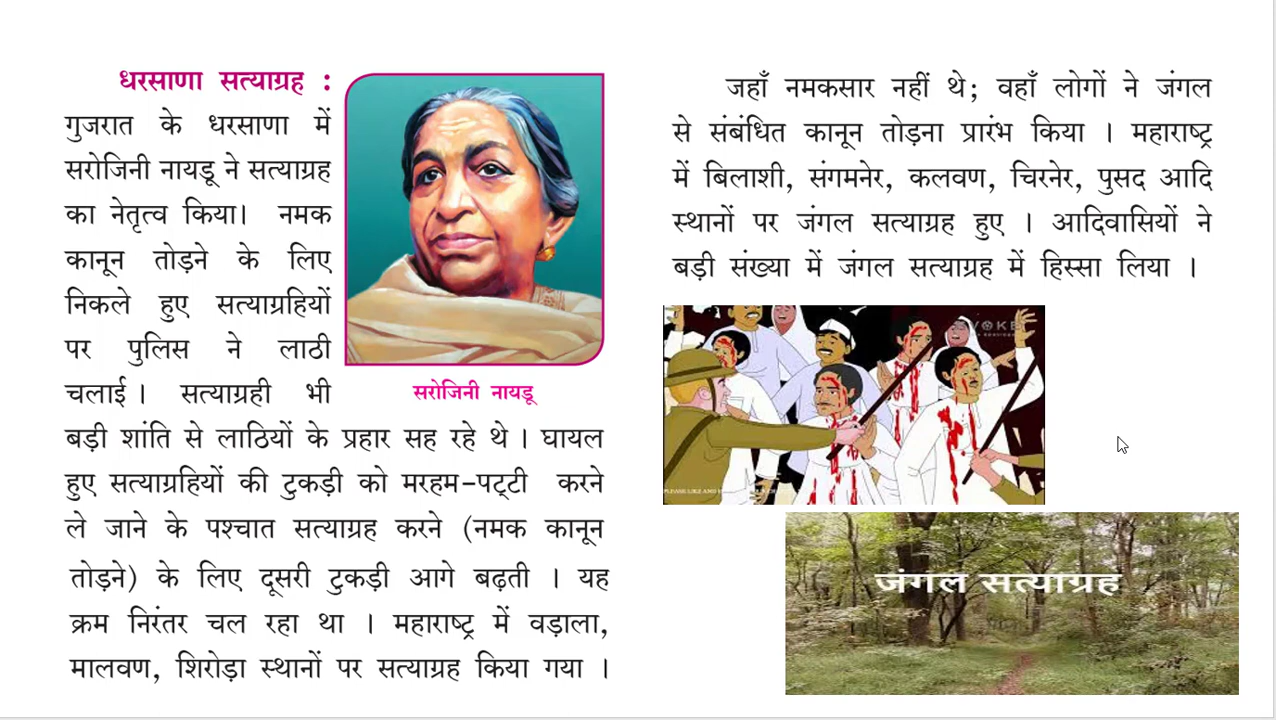 धरसाणा सत्याग्रह :
गुजरात के धरसाणा में
सरोजिनी नायडू ने सत्याग्रह
का नेतृत्व किया। नमक
कानून तोड़ने के लिए
निकले हुए सत्याग्रहियों
पर पुलिस ने लाठी
चलाई। सत्याग्रही भी
सरोजिनी नायडू
बड़ी शांति से लाठियों के प्रहार सह रहे थे। घायल
हुए सत्याग्रहियों की टुकड़ी को मरहम-पट्टी करने
ले जाने के पश्चात सत्याग्रह करने (नमक कानून
तोड़ने) के लिए दूसरी टुकड़ी आगे बढ़ती । यह
क्रम निरंतर चल रहा था । महाराष्ट्र में वड़ाला,
मालवण, शिरोड़ा स्थानों पर सत्याग्रह किया गया ।
जहाँ नमकसार नहीं थे; वहाँ लोगों ने जंगल
से संबंधित कानून तोड़ना प्रारंभ किया । महाराष्ट्र
में बिलाशी, संगमनेर, कलवण, चिरनेर, पुसद आदि
स्थानों पर जंगल सत्याग्रह हुए । आदिवासियों ने
बड़ी संख्या में जंगल सत्याग्रह में हिस्सा लिया ।
जंगल सत्याग्रह